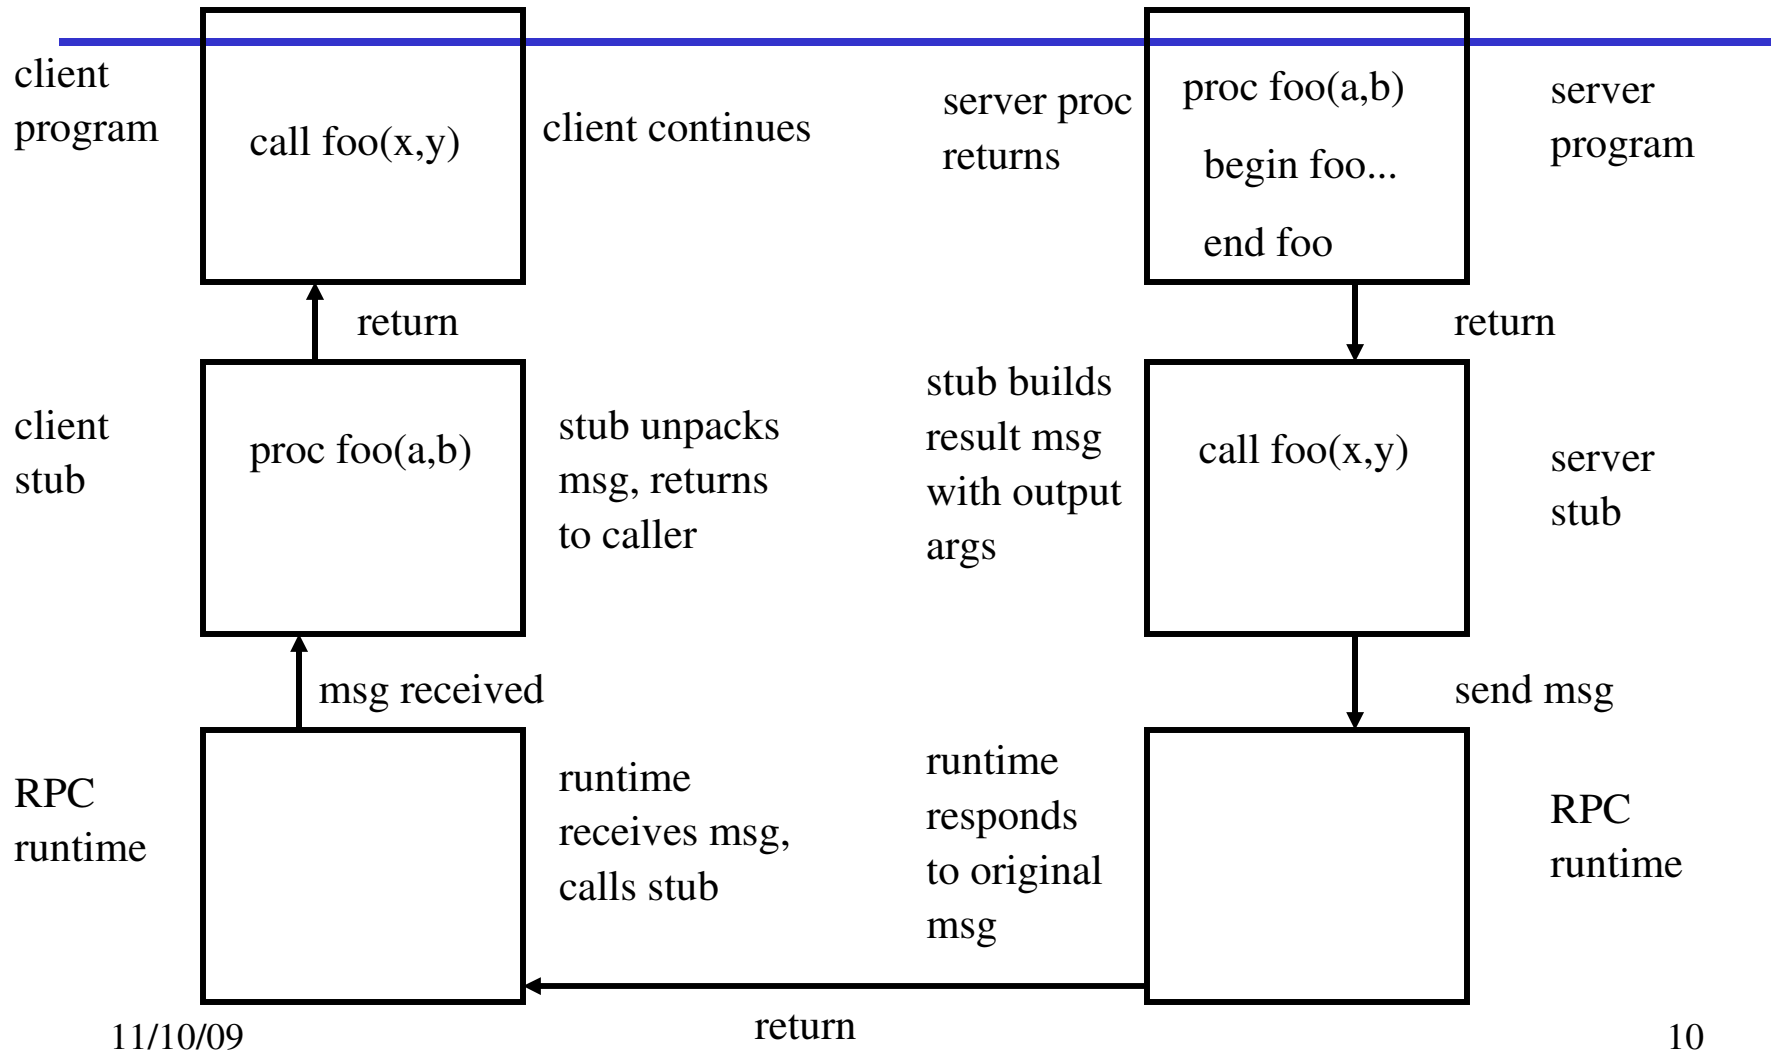 client
program
call foo(x,y)
client continues
server proc
returns
proc foo(a,b)
begin foo...
end foo
server
program
return
return
client
stub
proc foo(a,b)
stub unpacks
msg, returns
to caller
stub builds
result msg
with output
args
call foo(x,y)
server
stub
msg received
send msg
RPC
runtime
runtime
receives msg,
calls stub
runtime
responds
to original
msg
RPC
runtime
return
11/10/09
10